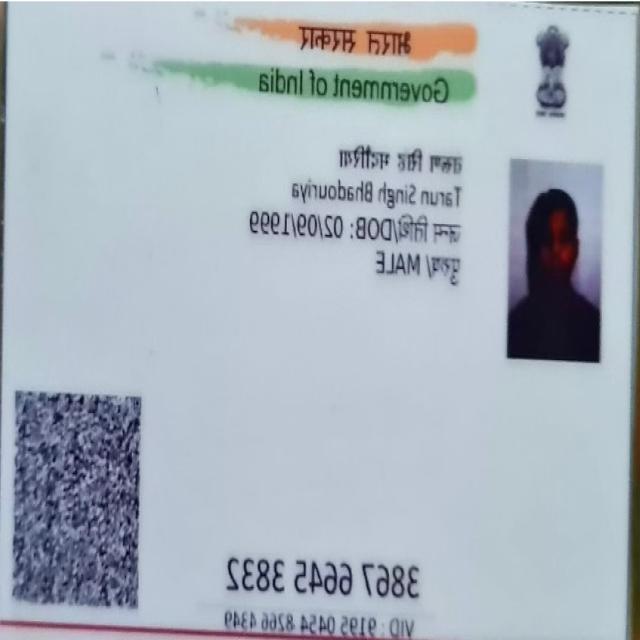 भारत सरकार
Government of India
तरुण सिंह भदौरिया
Tarun Singh Bhadouriya
जन्म तिथि/DOB: 02/09/1999
पुरुष/ MALE
3867 6645 3832
VID : 9195 0454 8266 4349